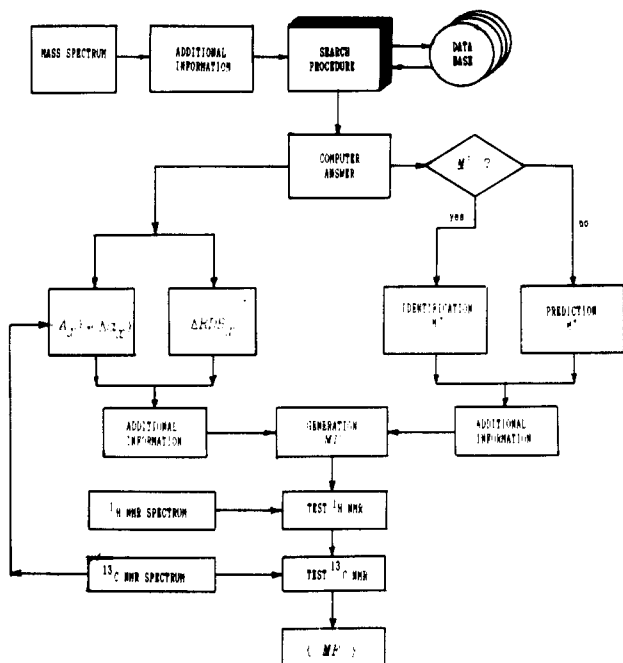 MASS SPECTRUM
ADDITIONAL
INFORMATION
SEARCH
PROCEDURE
DATA
BASE
COMPUTER
ANSWER
M⁺ ?
yes
no
IDENTIFICATION
M⁺
PREDICTION
M⁺
ADDITIONAL
INFORMATION
GENERATION
ADDITIONAL
INFORMATION
¹H NMR SPECTRUM
TEST ¹H NMR
¹³C NMR SPECTRUM
TEST ¹³C NMR